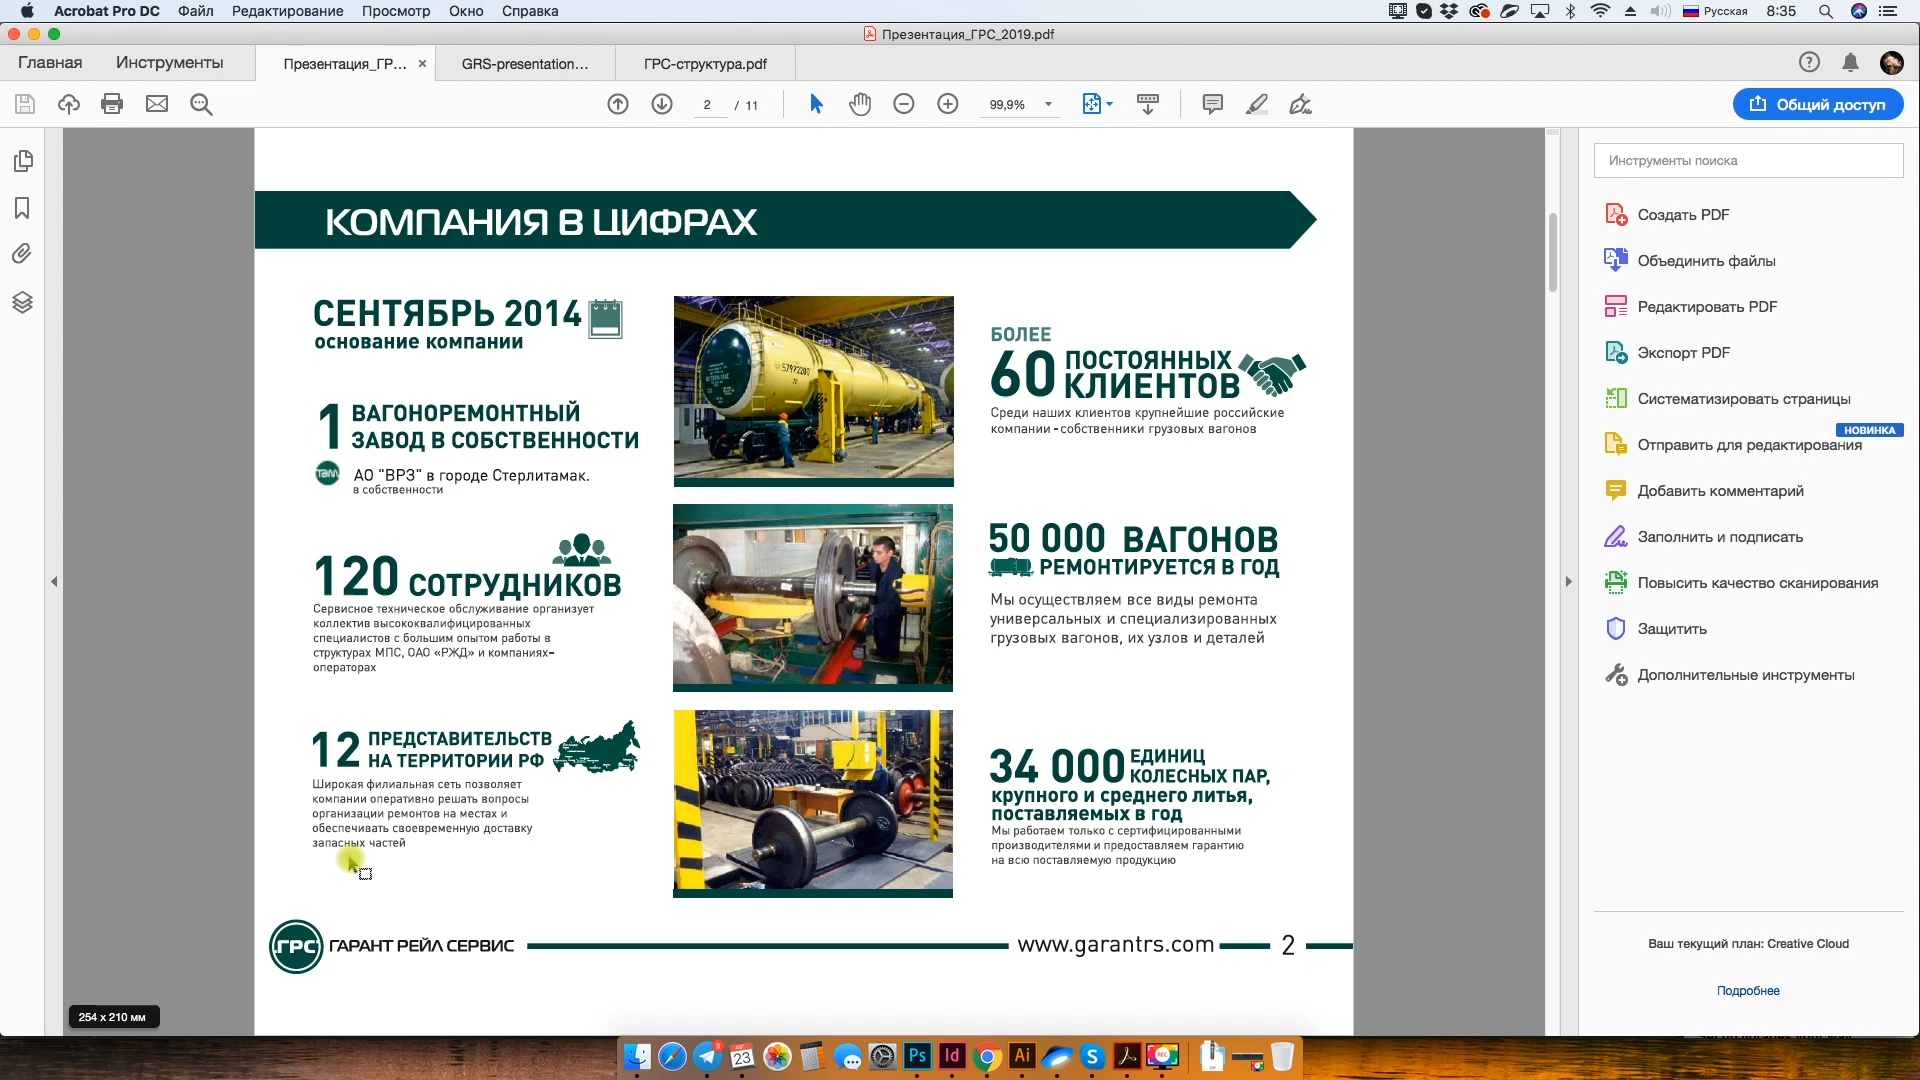 Acrobat Pro DC Файл Редактирование Просмотр Окно Справка
Русская 8:35
Презентация_ГРС_2019.pdf
Главная Инструменты Презентация_ГР... × GRS-presentation... ГРС-структура.pdf
2 / 11 99,9% Общий доступ
Инструменты поиска
Создать PDF
Объединить файлы
Редактировать PDF
Экспорт PDF
Систематизировать страницы
НОВИНКА
Отправить для редактирования
Добавить комментарий
Заполнить и подписать
Повысить качество сканирования
Защитить
Дополнительные инструменты
Ваш текущий план: Creative Cloud
Подробнее
КОМПАНИЯ В ЦИФРАХ
СЕНТЯБРЬ 2014
основание компании
1 ВАГОНОРЕМОНТНЫЙ
ЗАВОД В СОБСТВЕННОСТИ
АО "ВРЗ" в городе Стерлитамак.
в собственности
120 СОТРУДНИКОВ
Сервисное техническое обслуживание организует
коллектив высококвалифицированных
специалистов с большим опытом работы в
структурах МПС, ОАО «РЖД» и компаниях-
операторах
12 ПРЕДСТАВИТЕЛЬСТВ
НА ТЕРРИТОРИИ РФ
Широкая филиальная сеть позволяет
компании оперативно решать вопросы
организации ремонтов на местах и
обеспечивать своевременную доставку
запасных частей
57972200
БОЛЕЕ
60 ПОСТОЯННЫХ
КЛИЕНТОВ
Среди наших клиентов крупнейшие российские
компании - собственники грузовых вагонов
50 000 ВАГОНОВ
РЕМОНТИРУЕТСЯ В ГОД
Мы осуществляем все виды ремонта
универсальных и специализированных
грузовых вагонов, их узлов и деталей
34 000 ЕДИНИЦ
КОЛЕСНЫХ ПАР,
крупного и среднего литья,
поставляемых в год
Мы работаем только с сертифицированными
производителями и предоставляем гарантию
на всю поставляемую продукцию
ГРС ГАРАНТ РЕЙЛ СЕРВИС www.garantrs.com 2
254 x 210 мм
3 23 Ps Id Ai S REC